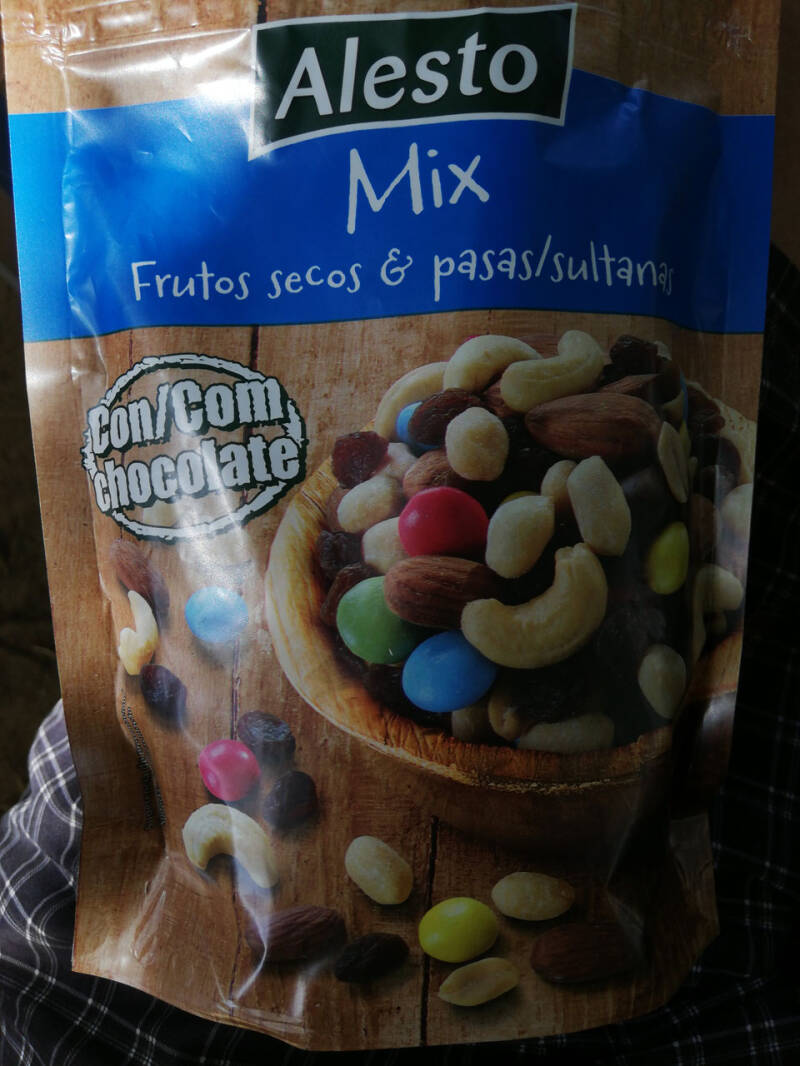 Alesto
Mix
Frutos secos & pasas/sultanas
Con/Com
chocolate